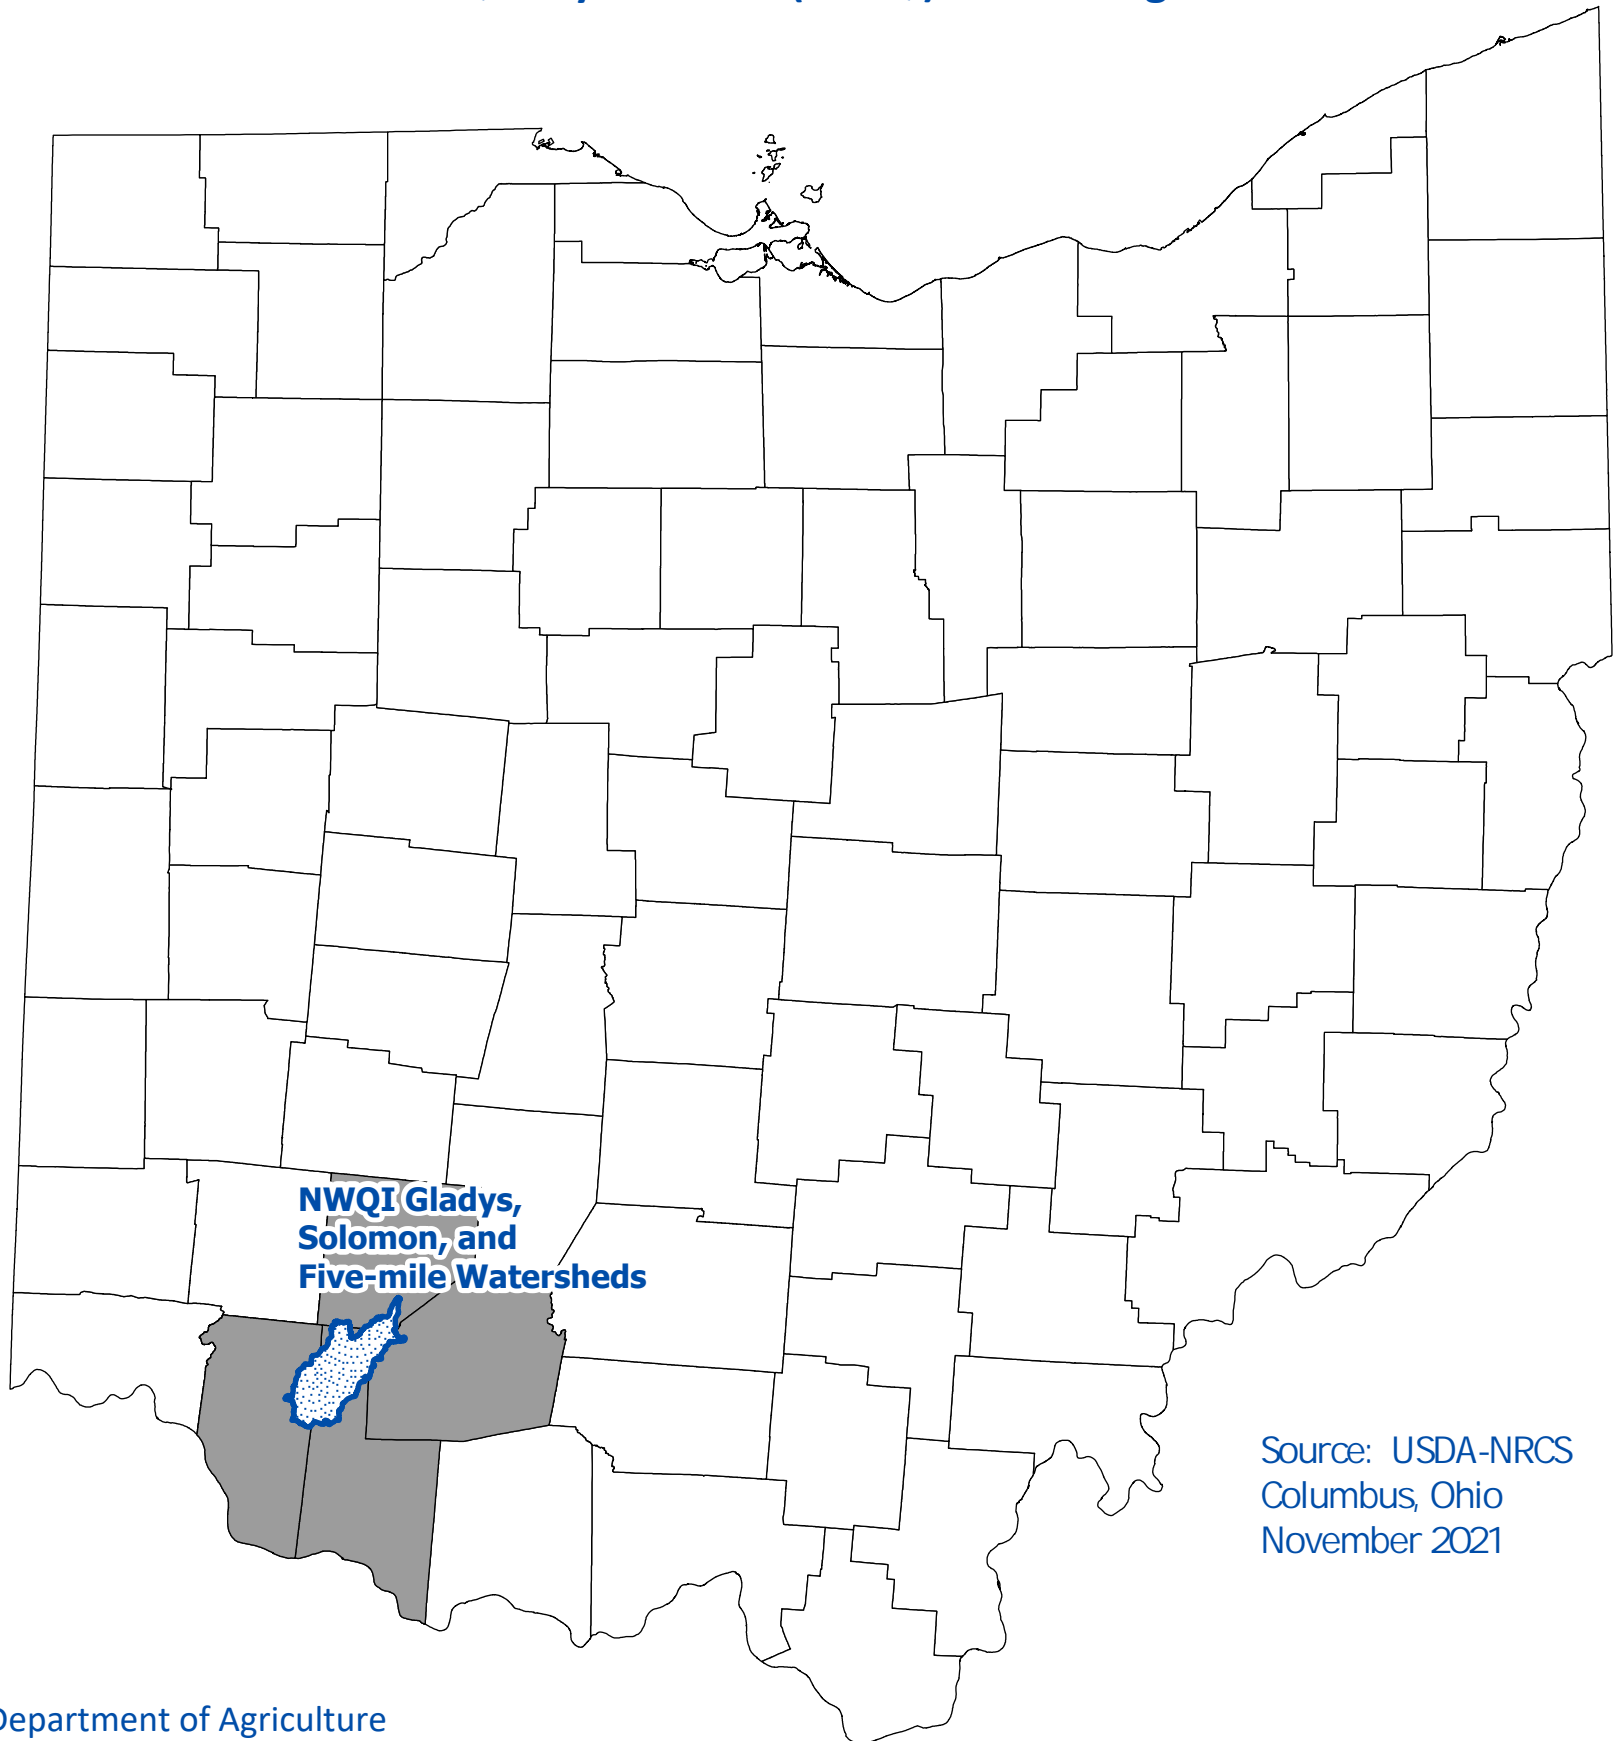 NWQI Gladys,
Solomon, and
Five-mile Watersheds
Source: USDA-NRCS
Columbus, Ohio
November 2021
Department of Agriculture